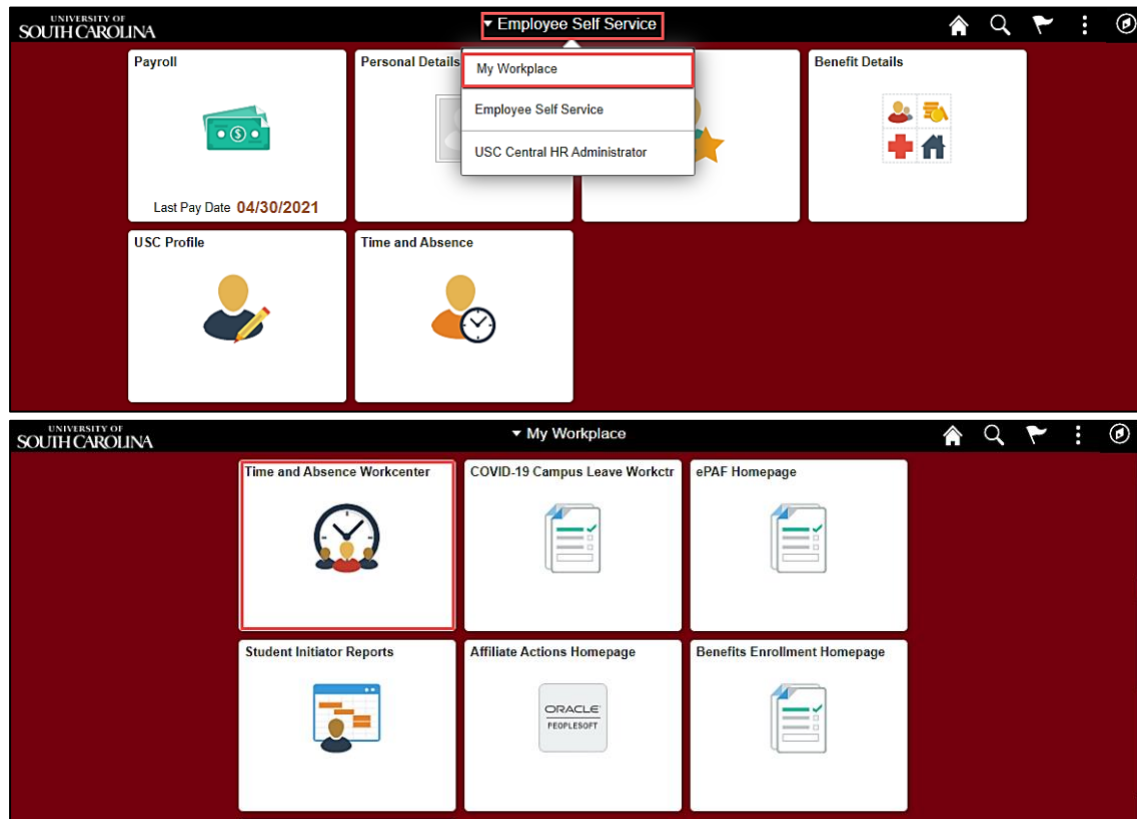 UNIVERSITY OF
SOUTH CAROLINA
Employee Self Service
Payroll
Last Pay Date 04/30/2021
Personal Details
My Workplace
Employee Self Service
USC Central HR Administrator
Benefit Details
USC Profile
Time and Absence
UNIVERSITY OF
SOUTH CAROLINA
My Workplace
Time and Absence Workcenter
COVID-19 Campus Leave Workctr
ePAF Homepage
Student Initiator Reports
Affiliate Actions Homepage
ORACLE
PEOPLESOFT
Benefits Enrollment Homepage